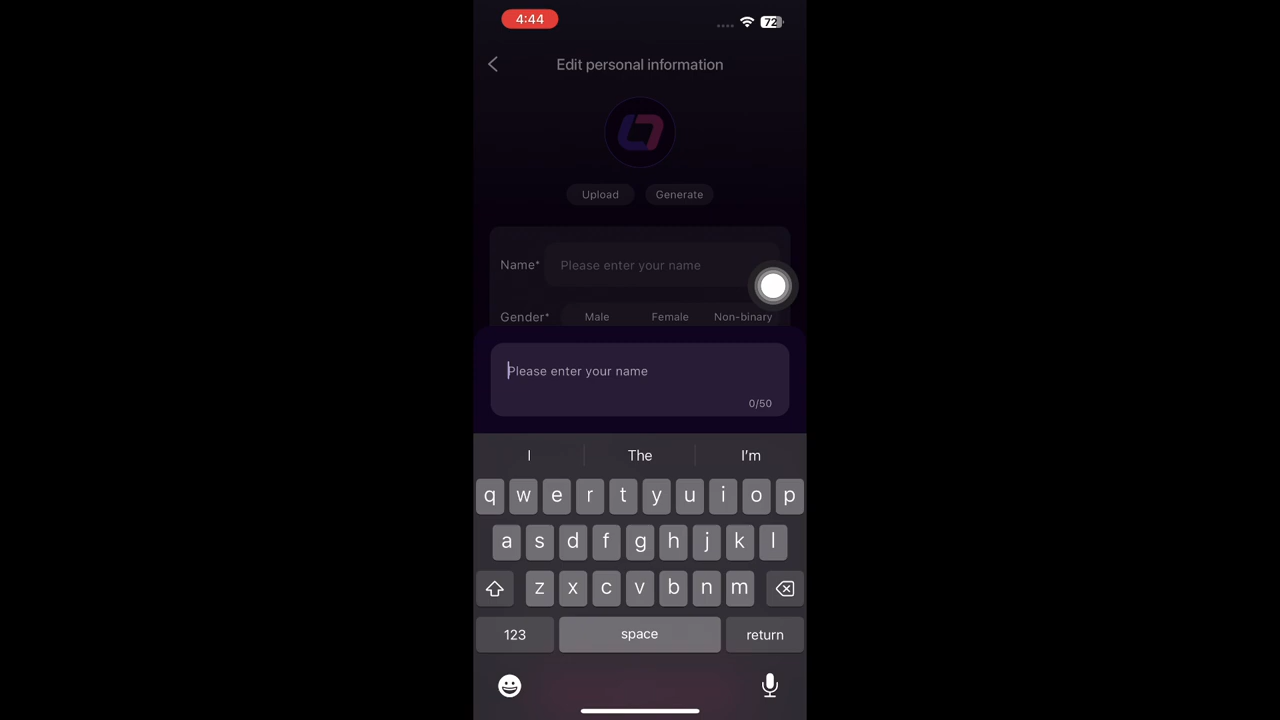 4:44
72
Edit personal information
Upload Generate
Name* Please enter your name
Gender* Male Female Non-binary
Please enter your name
0/50
I The I'm
q w e r t y u i o p
a s d f g h j k l
z x c v b n m
123 space return